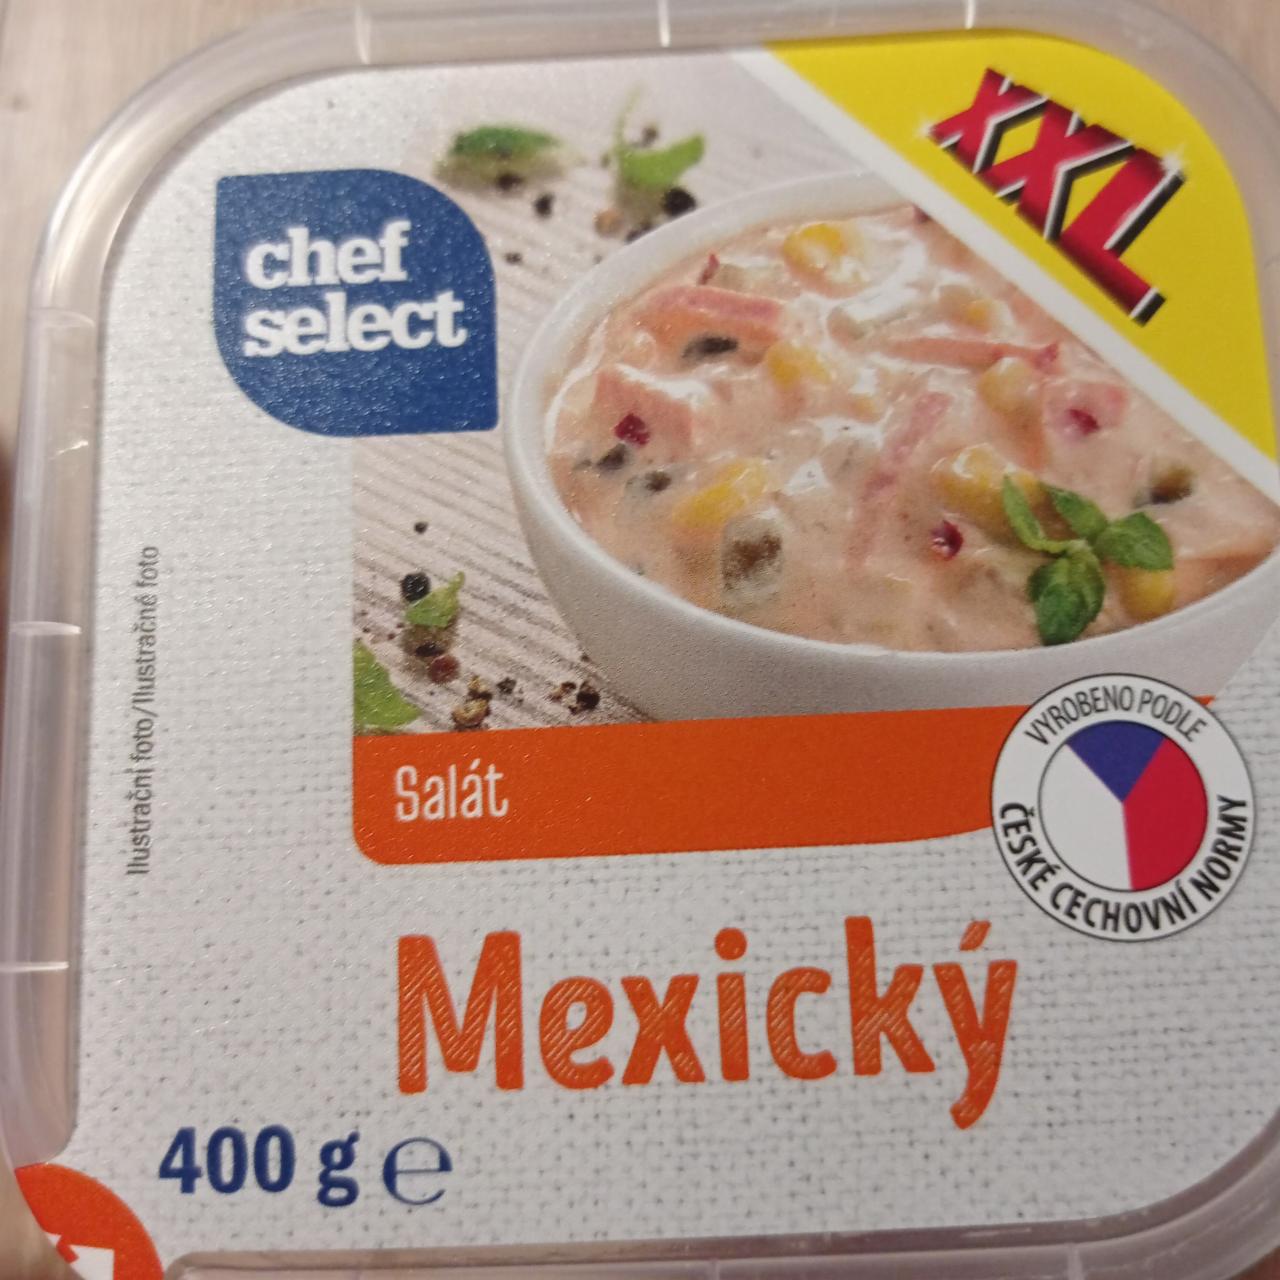 XXL
chef
select
Ilustrační foto/Ilustračné foto
Salát
VYROBENO PODLE
ČESKÉ CECHOVNÍ NORMY
Mexický
400 g e